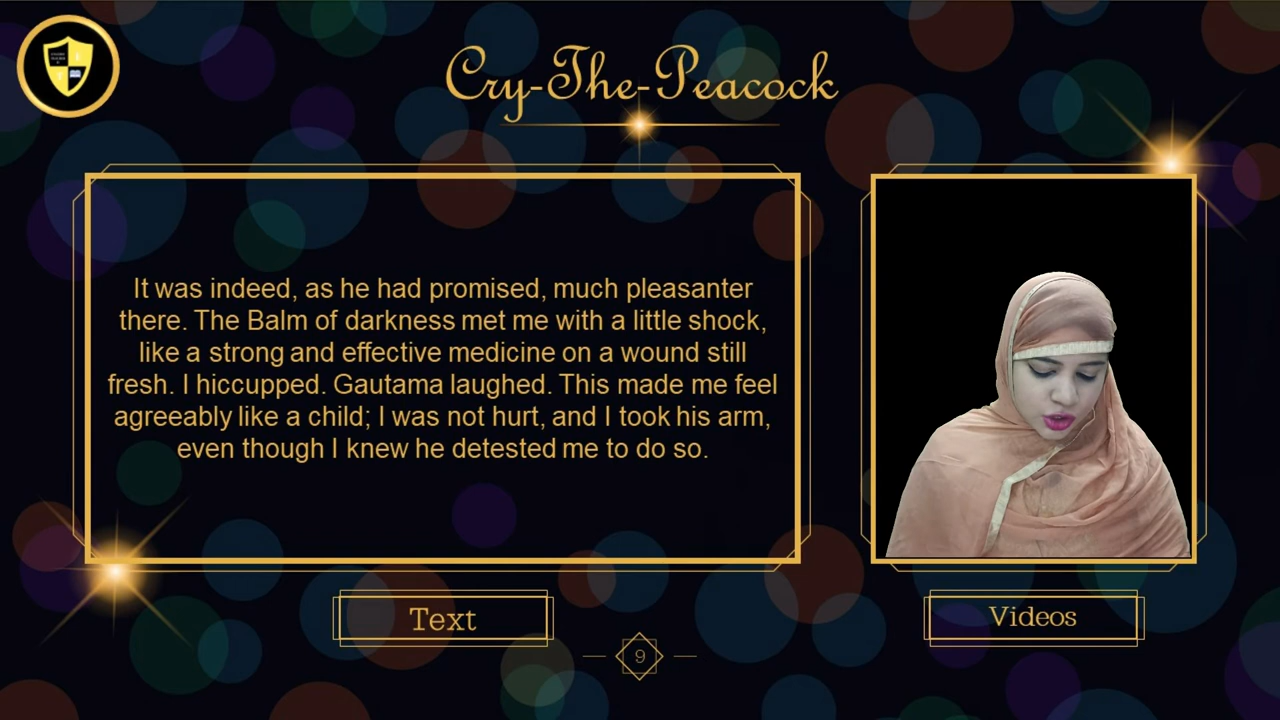 Cry-The-Peacock
It was indeed, as he had promised, much pleasanter
there. The Balm of darkness met me with a little shock,
like a strong and effective medicine on a wound still
fresh. I hiccupped. Gautama laughed. This made me feel
agreeably like a child; I was not hurt, and I took his arm,
even though I knew he detested me to do so.
Text
Videos
9